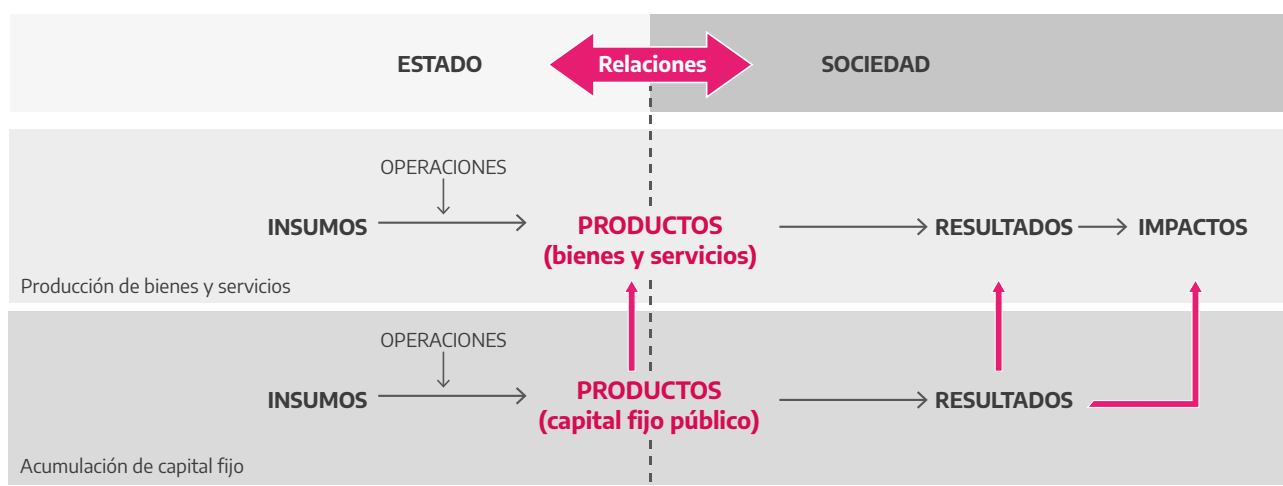 ESTADO
Relaciones
SOCIEDAD
OPERACIONES
INSUMOS
PRODUCTOS
(bienes y servicios)
RESULTADOS
IMPACTOS
Producción de bienes y servicios
OPERACIONES
INSUMOS
PRODUCTOS
(capital fijo público)
RESULTADOS
Acumulación de capital fijo